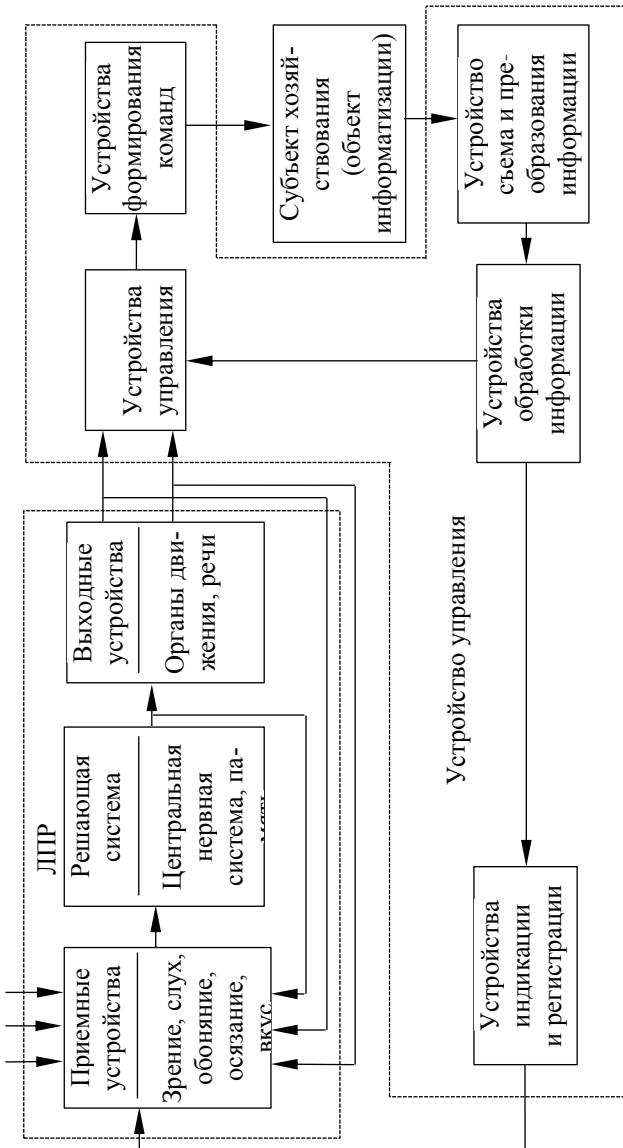 ЛПР
Приемные
устройства
Зрение, слух,
обоняние,
осязание,
вкус
Решающая
система
Центральная
нервная
система, па-
Выходные
устройства
Органы дви-
жения, речи
Устройства
управления
Устройства
формирования
команд
Субъект хозяй-
ствования
(объект
информатизации)
Устройство управления
Устройства
индикации
и регистрации
Устройства
обработки
информации
Устройство
съема и пре-
образования
информации